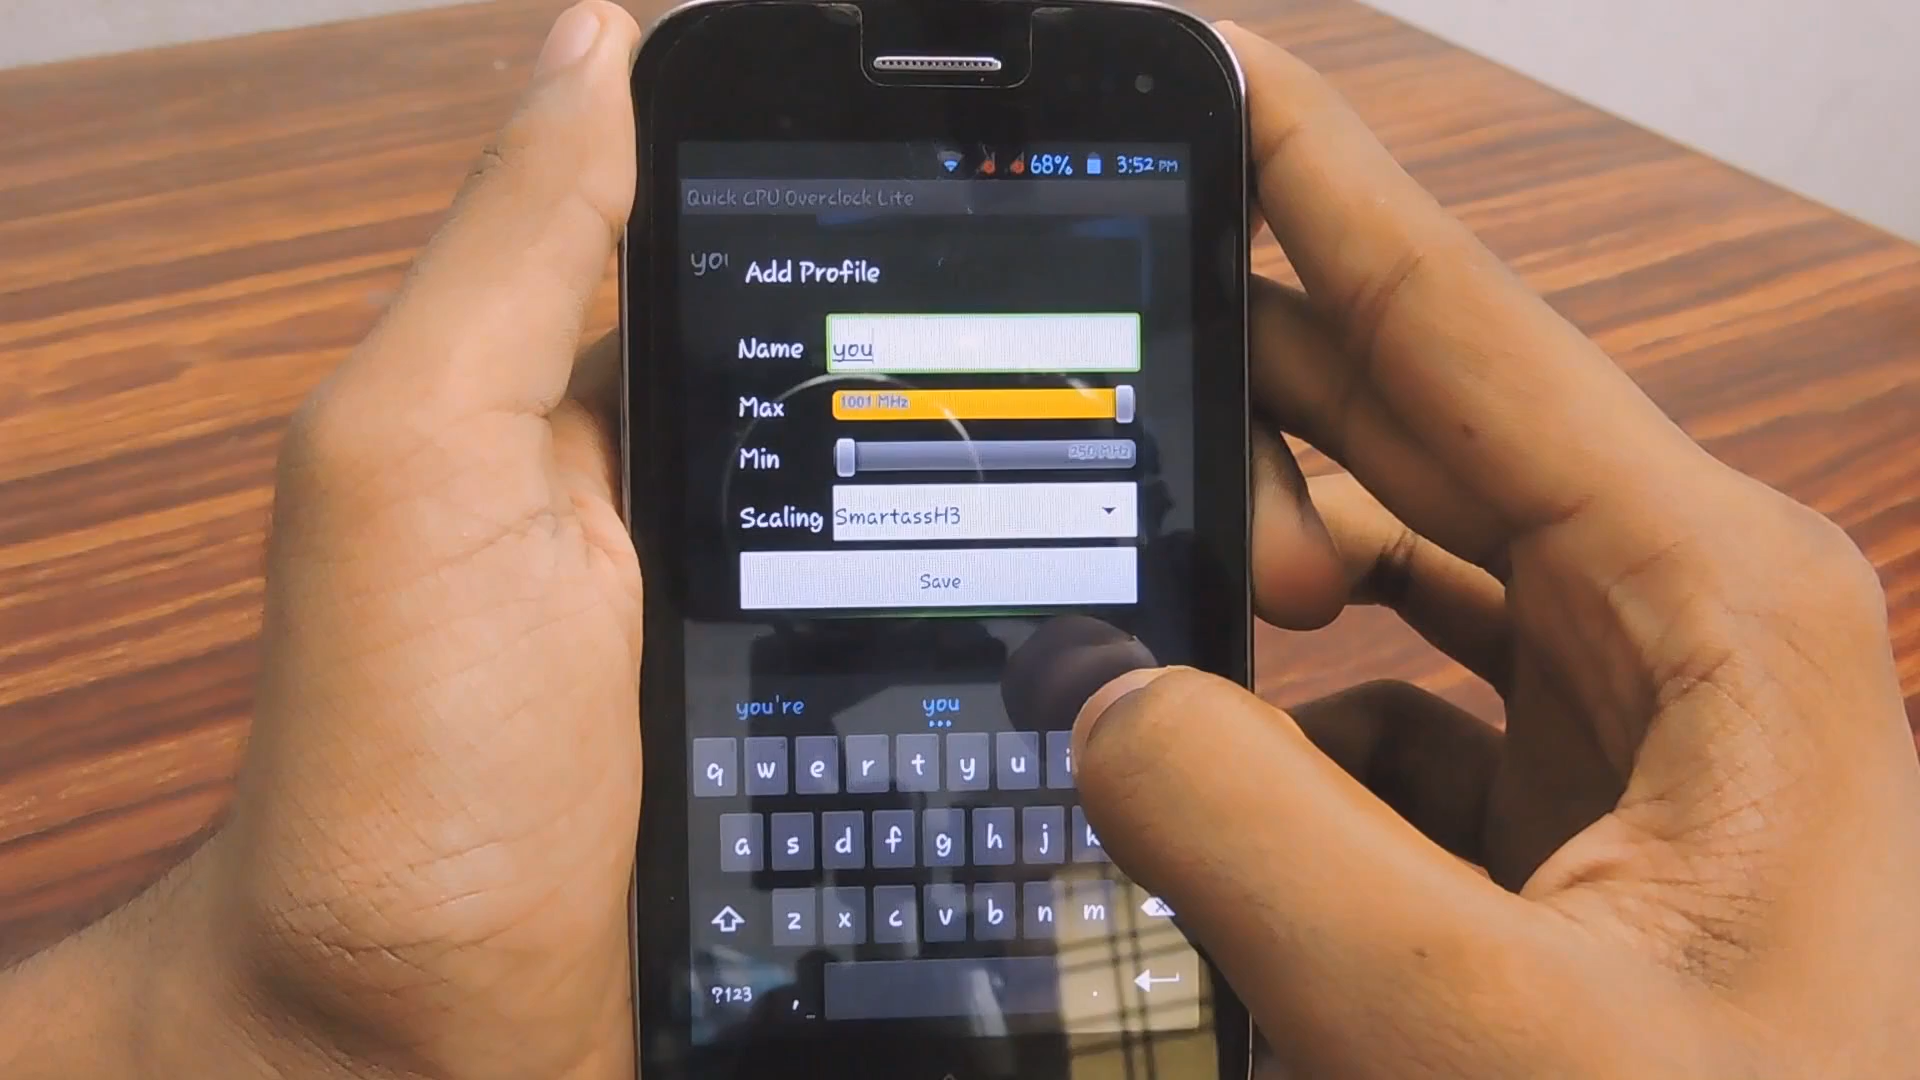 68% 3:52 PM
Quick CPU Overclock Lite
you
Add Profile
Name you
Max 1001 MHz
Min 250 MHz
Scaling SmartassH3
Save
you're you
q w e r t y u i
a s d f g h j k
z x c v b n m
?123 , .